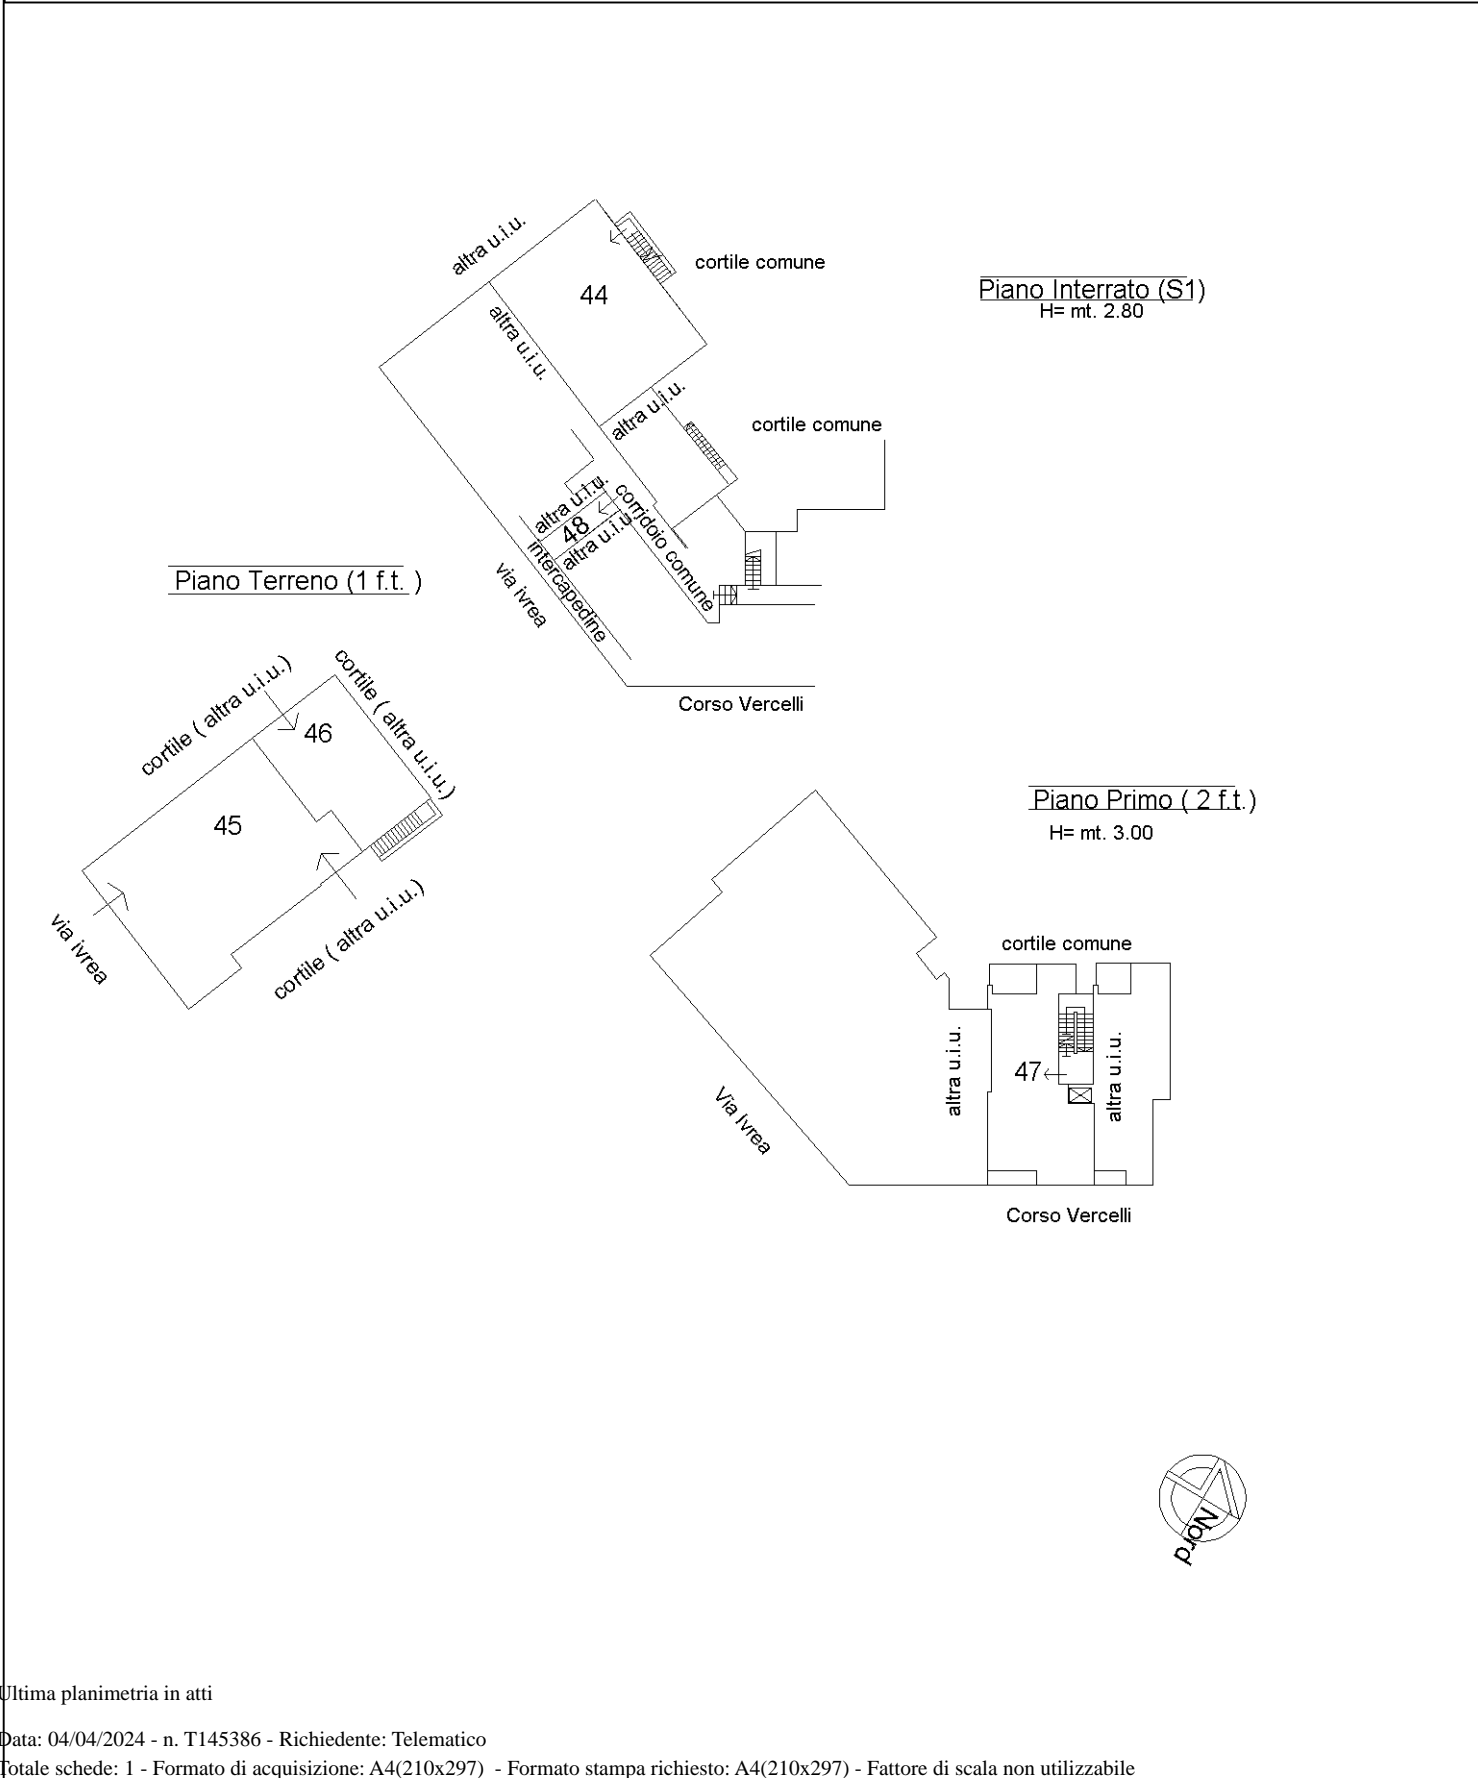 altra u.i.u.
cortile comune
44
Piano Interrato (S1)
H= mt. 2.80
altra u.i.u.
altra u.i.u.
cortile comune
altra u.i.u.
48
altra u.i.u
corridoio comune
intercapedine
via ivrea
Corso Vercelli
Piano Terreno (1 f.t. )
cortile ( altra u.i.u.)
cortile ( altra u.i.u.)
46
45
via ivrea
cortile ( altra u.i.u.)
Piano Primo ( 2 f.t.)
H= mt. 3.00
cortile comune
altra u.i.u.
47
altra u.i.u.
Via Ivrea
Corso Vercelli
Nord
Ultima planimetria in atti
Data: 04/04/2024 - n. T145386 - Richiedente: Telematico
Totale schede: 1 - Formato di acquisizione: A4(210x297) - Formato stampa richiesto: A4(210x297) - Fattore di scala non utilizzabile